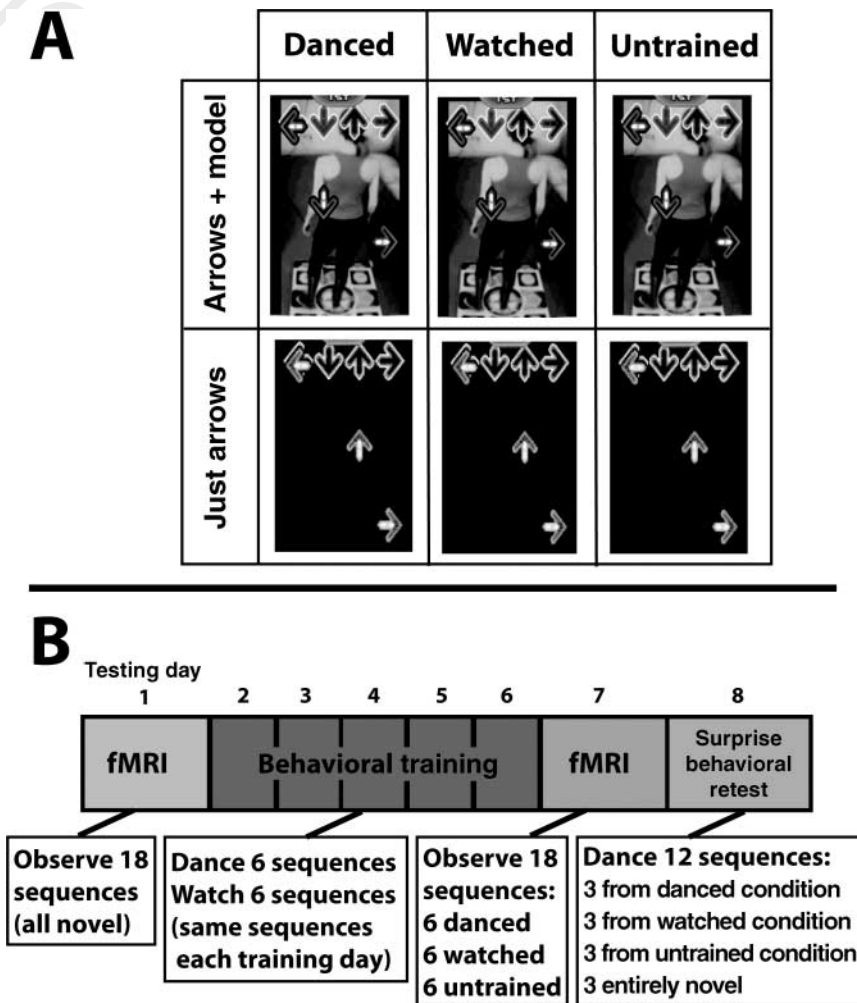 A
Danced Watched Untrained
Arrows + model
Just arrows
B
Testing day
1 2 3 4 5 6 7 8
fMRI Behavioral training fMRI Surprise
behavioral
retest
Observe 18
sequences
(all novel)
Dance 6 sequences
Watch 6 sequences
(same sequences
each training day)
Observe 18
sequences:
6 danced
6 watched
6 untrained
Dance 12 sequences:
3 from danced condition
3 from watched condition
3 from untrained condition
3 entirely novel